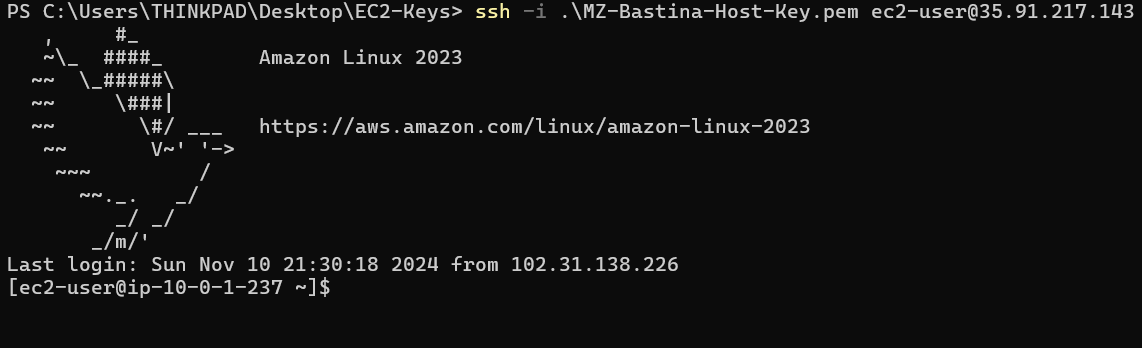 PS C:\Users\THINKPAD\Desktop\EC2-Keys> ssh -i .\MZ-Bastina-Host-Key.pem ec2-user@35.91.217.143
   ,     #_
   ~\_  ####_        Amazon Linux 2023
  ~~  \_#####\
  ~~     \###|
  ~~       \#/ ___   https://aws.amazon.com/linux/amazon-linux-2023
   ~~       V~' '->
    ~~~         /
      ~~._.   _/
         _/ _/
       _/m/'
Last login: Sun Nov 10 21:30:18 2024 from 102.31.138.226
[ec2-user@ip-10-0-1-237 ~]$